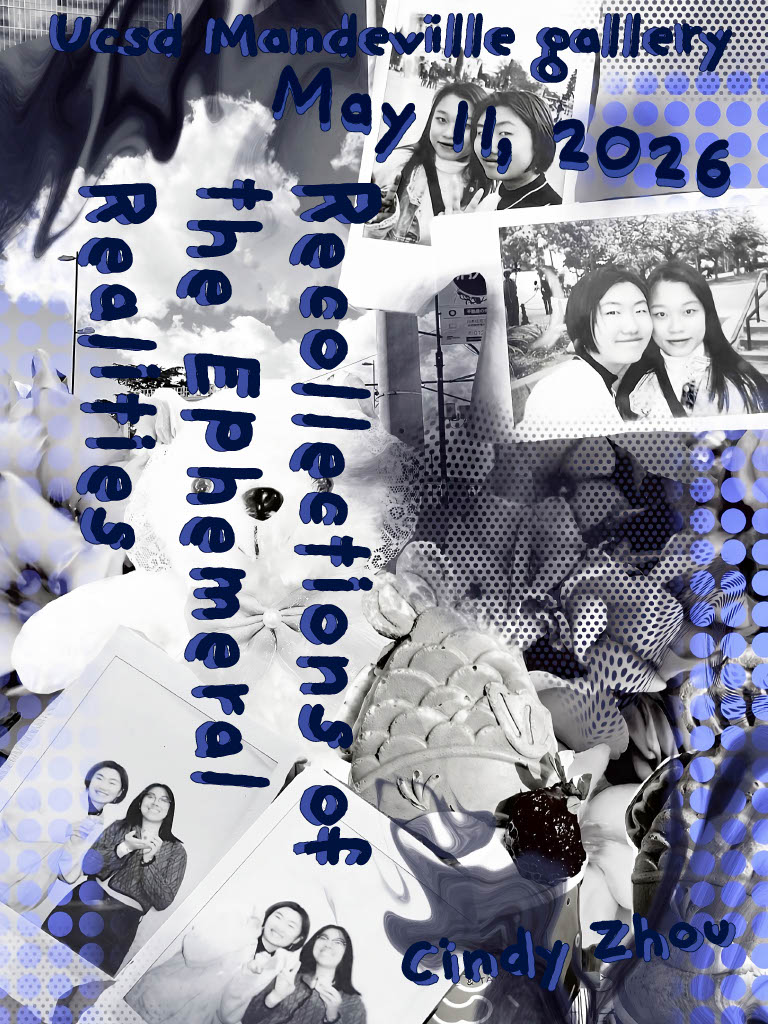 Ucsd Mandevillle gallery
May 11, 2026
Recollections of
the Ephemeral
Realities
Cindy Zhou